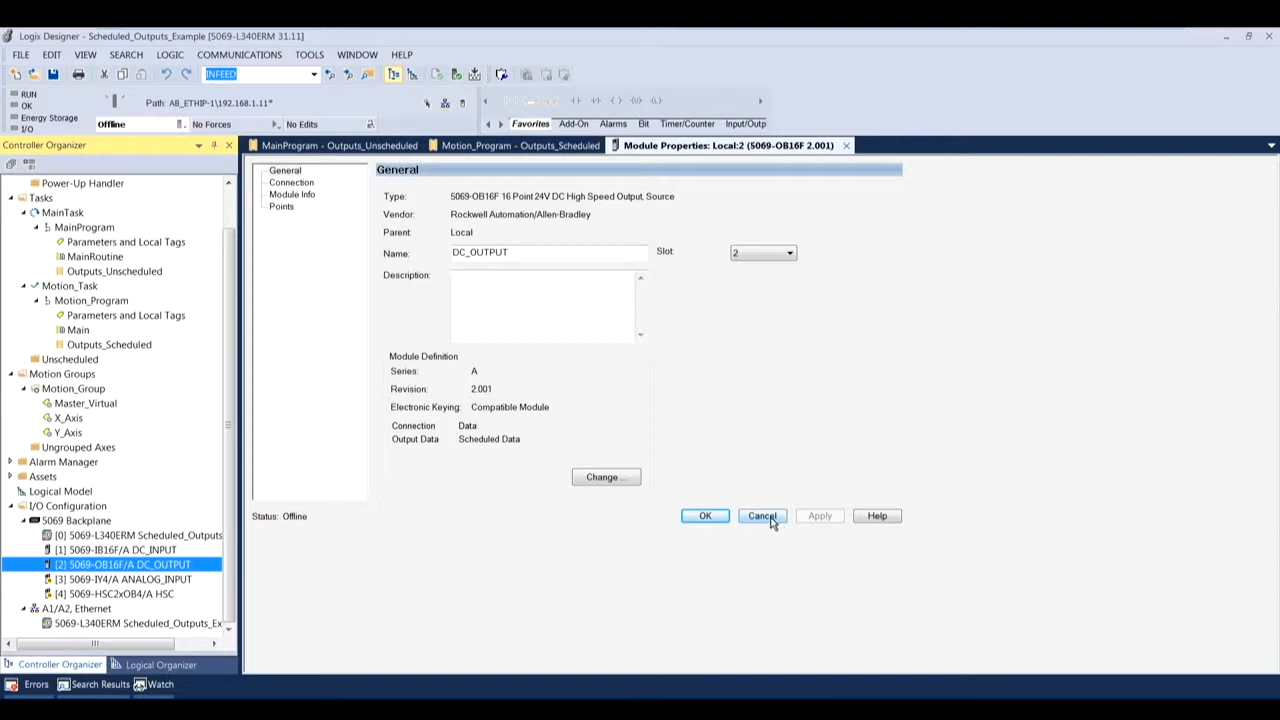 Logix Designer - Scheduled_Outputs_Example [5069-L340ERM 31.11]
FILE EDIT VIEW SEARCH LOGIC COMMUNICATIONS TOOLS WINDOW HELP
INFEED
RUN
OK
Energy Storage
I/O
Path: AB_ETHIP-1\192.168.1.11*
Offline No Forces No Edits
Favorites Add-On Alarms Bit Timer/Counter Input/Outp
Controller Organizer
Power-Up Handler
Tasks
MainTask
MainProgram
Parameters and Local Tags
MainRoutine
Outputs_Unscheduled
Motion_Task
Motion_Program
Parameters and Local Tags
Main
Outputs_Scheduled
Unscheduled
Motion Groups
Motion_Group
Master_Virtual
X_Axis
Y_Axis
Ungrouped Axes
Alarm Manager
Assets
Logical Model
I/O Configuration
5069 Backplane
[0] 5069-L340ERM Scheduled_Outputs
[1] 5069-IB16F/A DC_INPUT
[2] 5069-OB16F/A DC_OUTPUT
[3] 5069-IY4/A ANALOG_INPUT
[4] 5069-HSC2xOB4/A HSC
A1/A2, Ethernet
5069-L340ERM Scheduled_Outputs_Ex
Controller Organizer Logical Organizer
MainProgram - Outputs_Unscheduled Motion_Program - Outputs_Scheduled Module Properties: Local:2 (5069-OB16F 2.001)
General
Connection
Module Info
Points
General
Type: 5069-OB16F 16 Point 24V DC High Speed Output, Source
Vendor: Rockwell Automation/Allen-Bradley
Parent: Local
Name: DC_OUTPUT Slot: 2
Description:
Module Definition
Series: A
Revision: 2.001
Electronic Keying: Compatible Module
Connection Data
Output Data Scheduled Data
Change ...
Status: Offline
OK Cancel Apply Help
Errors Search Results Watch